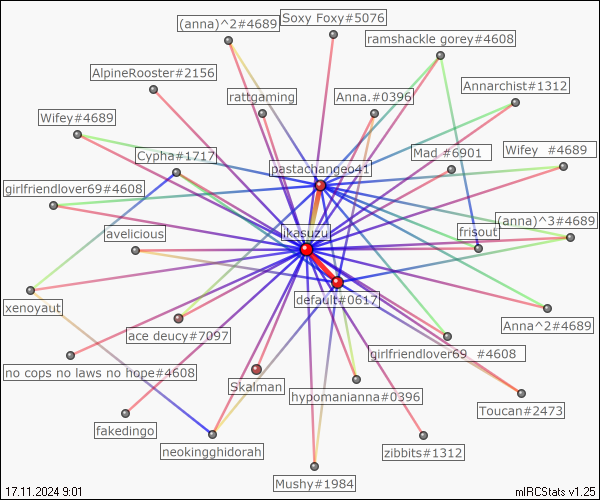 (anna)^2#4689
Soxy Foxy#5076
ramshackle gorey#4608
AlpineRooster#2156
rattgaming
Anna.#0396
Annarchist#1312
Wifey#4689
Cypha#1717
pastachangeo41
Mad #6901
Wifey  #4689
girlfriendlover69#4608
avelicious
ikasuzu
frisout
(anna)^3#4689
xenoyaut
default#0617
ace deucy#7097
girlfriendlover69  #4608
Anna^2#4689
no cops no laws no hope#4608
Skalman
hypomanianna#0396
Toucan#2473
fakedingo
neokingghidorah
zibbits#1312
Mushy#1984
17.11.2024 9:01
mIRCStats v1.25